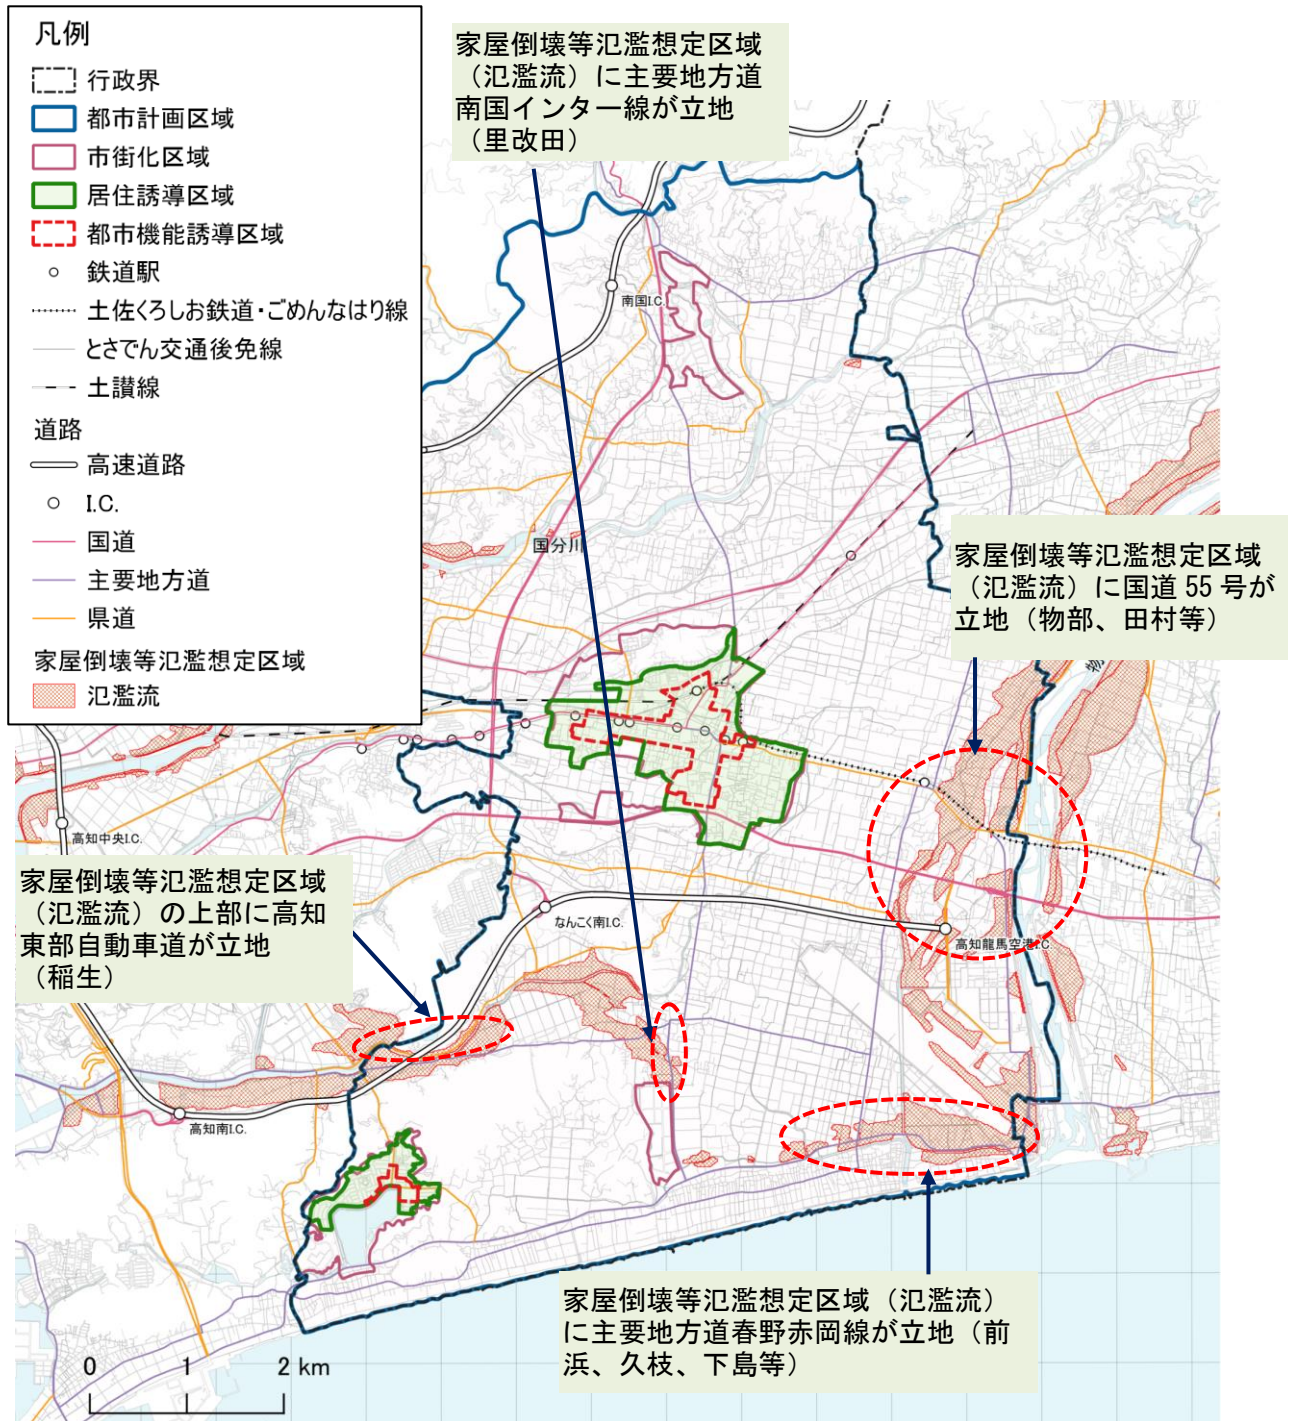 凡例
行政界
都市計画区域
市街化区域
居住誘導区域
都市機能誘導区域
鉄道駅
土佐くろしお鉄道・ごめんなはり線
とさでん交通後免線
土讃線
道路
高速道路
I.C.
国道
主要地方道
県道
家屋倒壊等氾濫想定区域
氾濫流
家屋倒壊等氾濫想定区域
（氾濫流）に主要地方道
南国インター線が立地
（里改田）
南国I.C.
国分川
家屋倒壊等氾濫想定区域
（氾濫流）に国道 55 号が
立地（物部、田村等）
物
高知中央I.C.
家屋倒壊等氾濫想定区域
（氾濫流）の上部に高知
東部自動車道が立地
（稲生）
なんこく南I.C.
高知龍馬空港I.C
高知南I.C.
家屋倒壊等氾濫想定区域（氾濫流）
に主要地方道春野赤岡線が立地（前
浜、久枝、下島等）
0 1 2 km